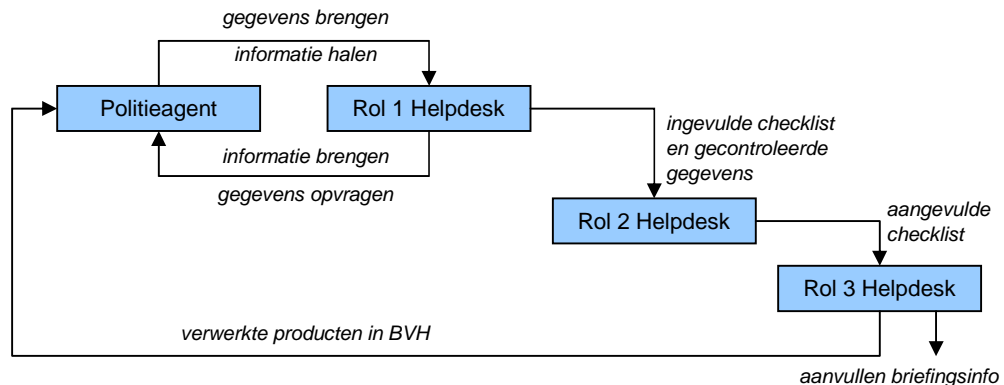 gegevens brengen
informatie halen
Politieagent
Rol 1 Helpdesk
informatie brengen
gegevens opvragen
ingevulde checklist
en gecontroleerde
gegevens
Rol 2 Helpdesk
aangevulde
checklist
Rol 3 Helpdesk
verwerkte producten in BVH
aanvullen briefingsinfo